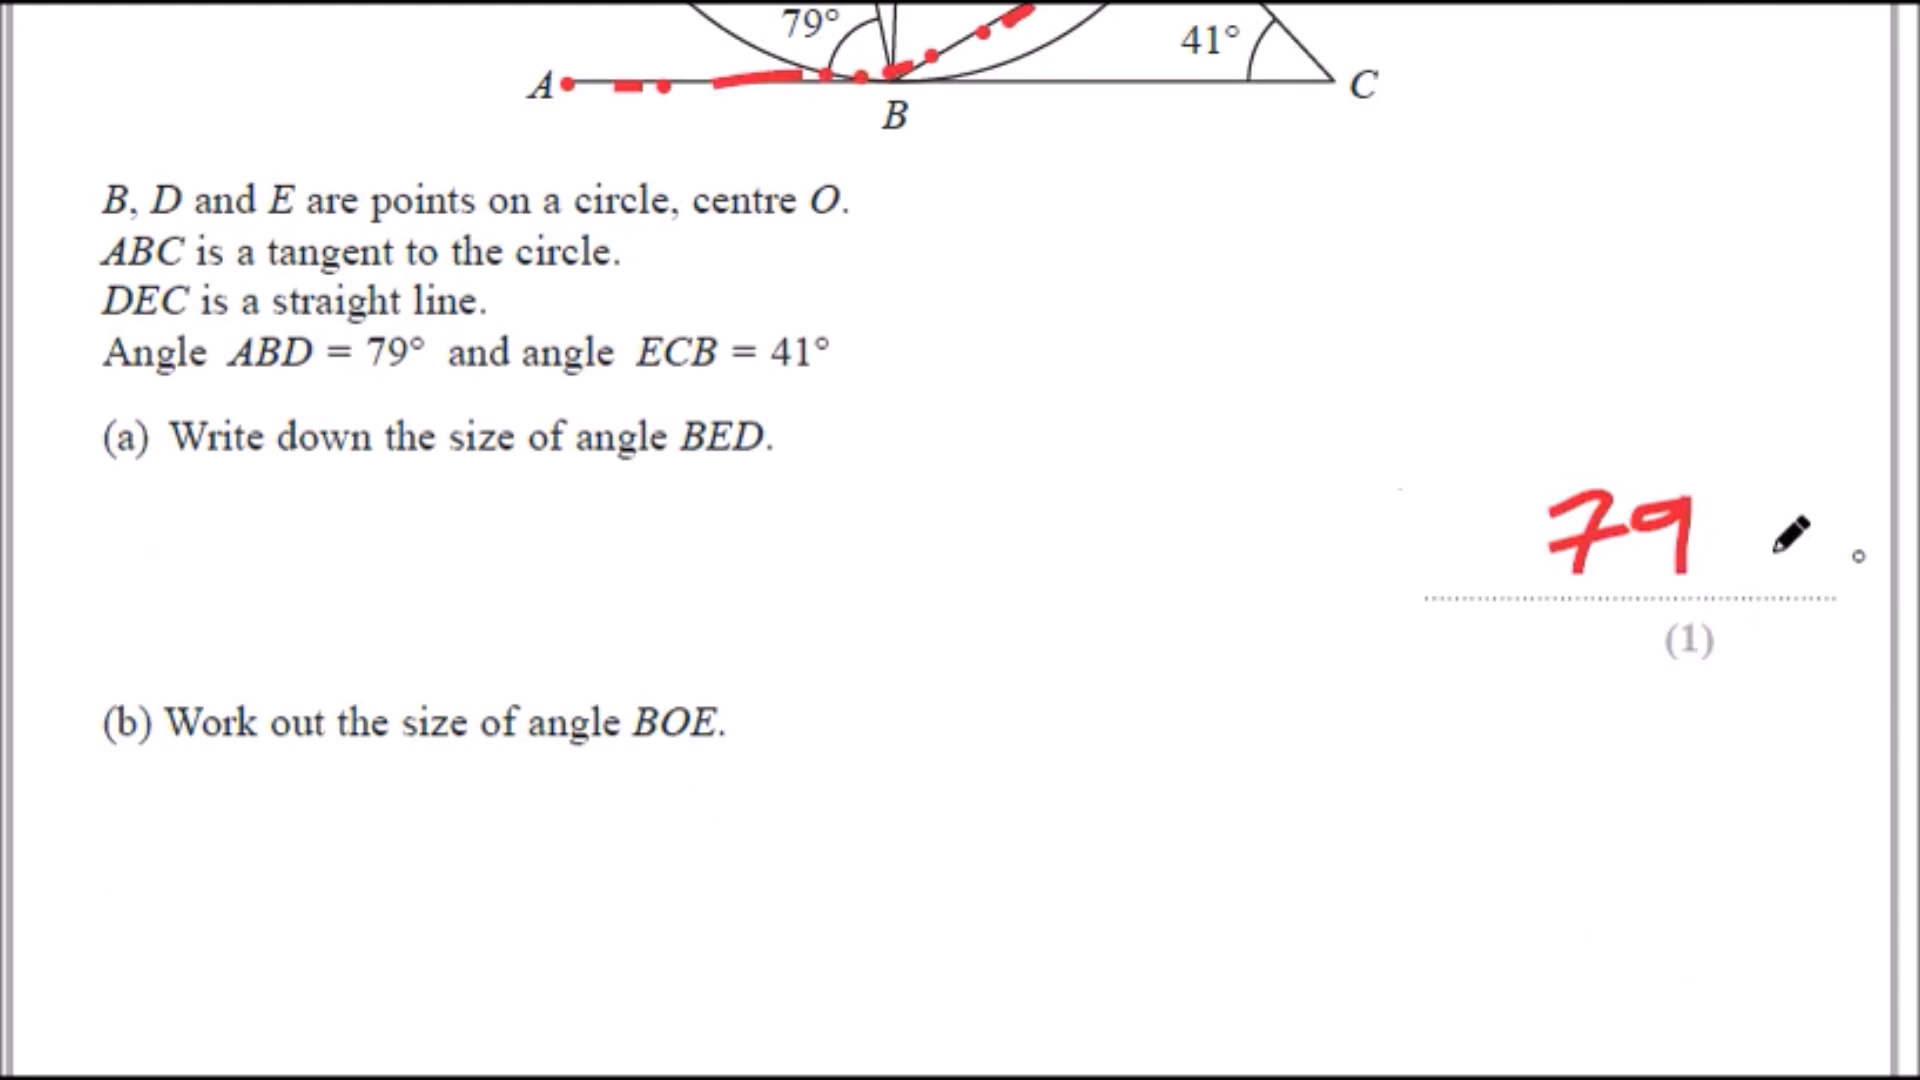 79° 41°
A C
B
B, D and E are points on a circle, centre O.
ABC is a tangent to the circle.
DEC is a straight line.
Angle ABD = 79° and angle ECB = 41°
(a) Write down the size of angle BED.
79 °
(1)
(b) Work out the size of angle BOE.